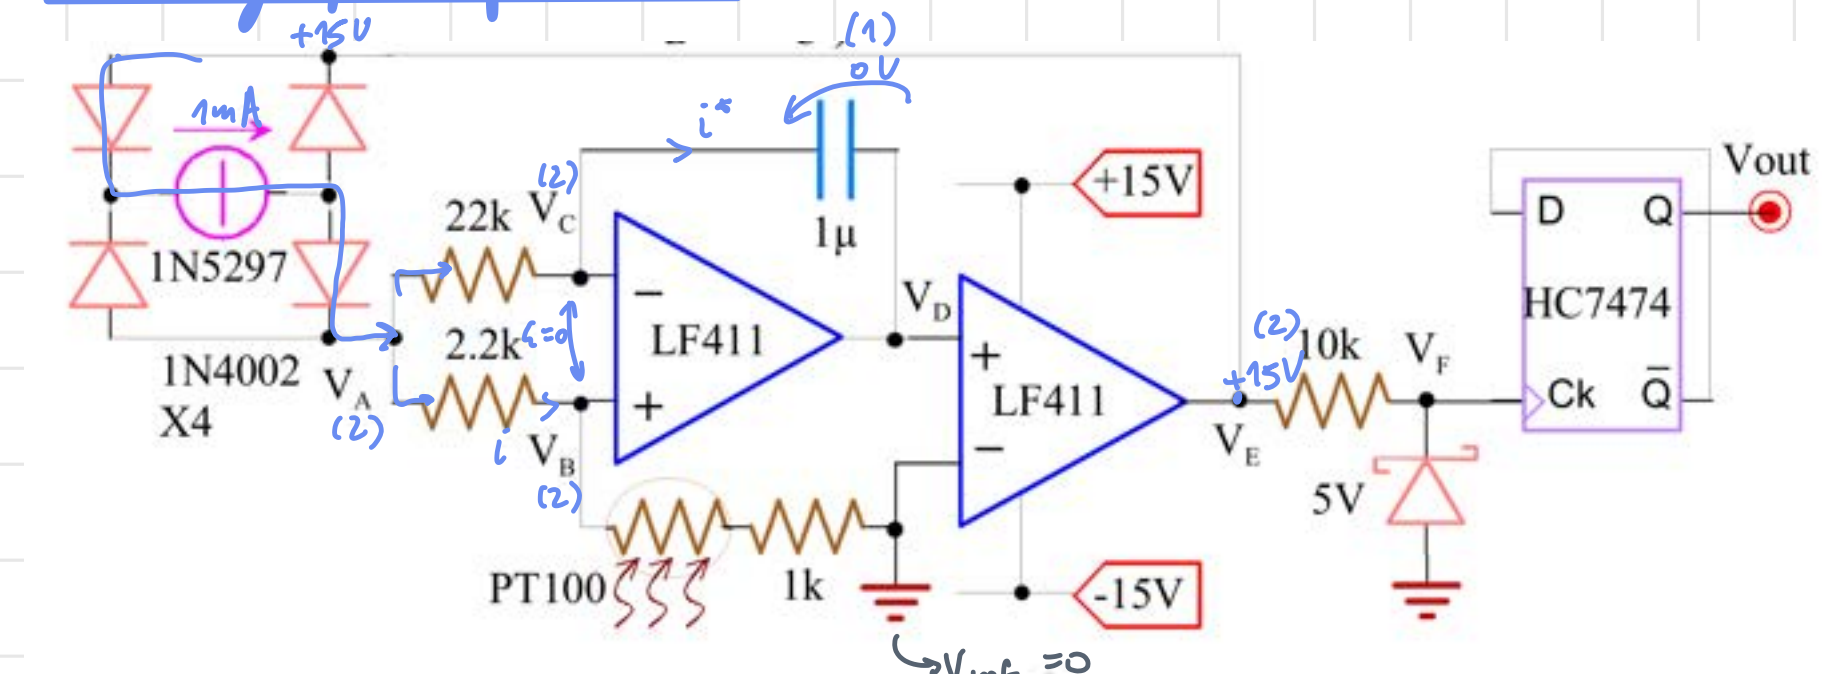 +15V
(1)
0V
1mA
i*
+15V
Vout
(2)
22k
V_C
1µ
D
Q
1N5297
LF411
V_D
HC7474
2.2k
ε=0
(2)
10k
V_F
+15V
1N4002
X4
V_A
(2)
LF411
Ck
Q̅
i
V_B
(2)
V_E
5V
PT100
1k
-15V
=0